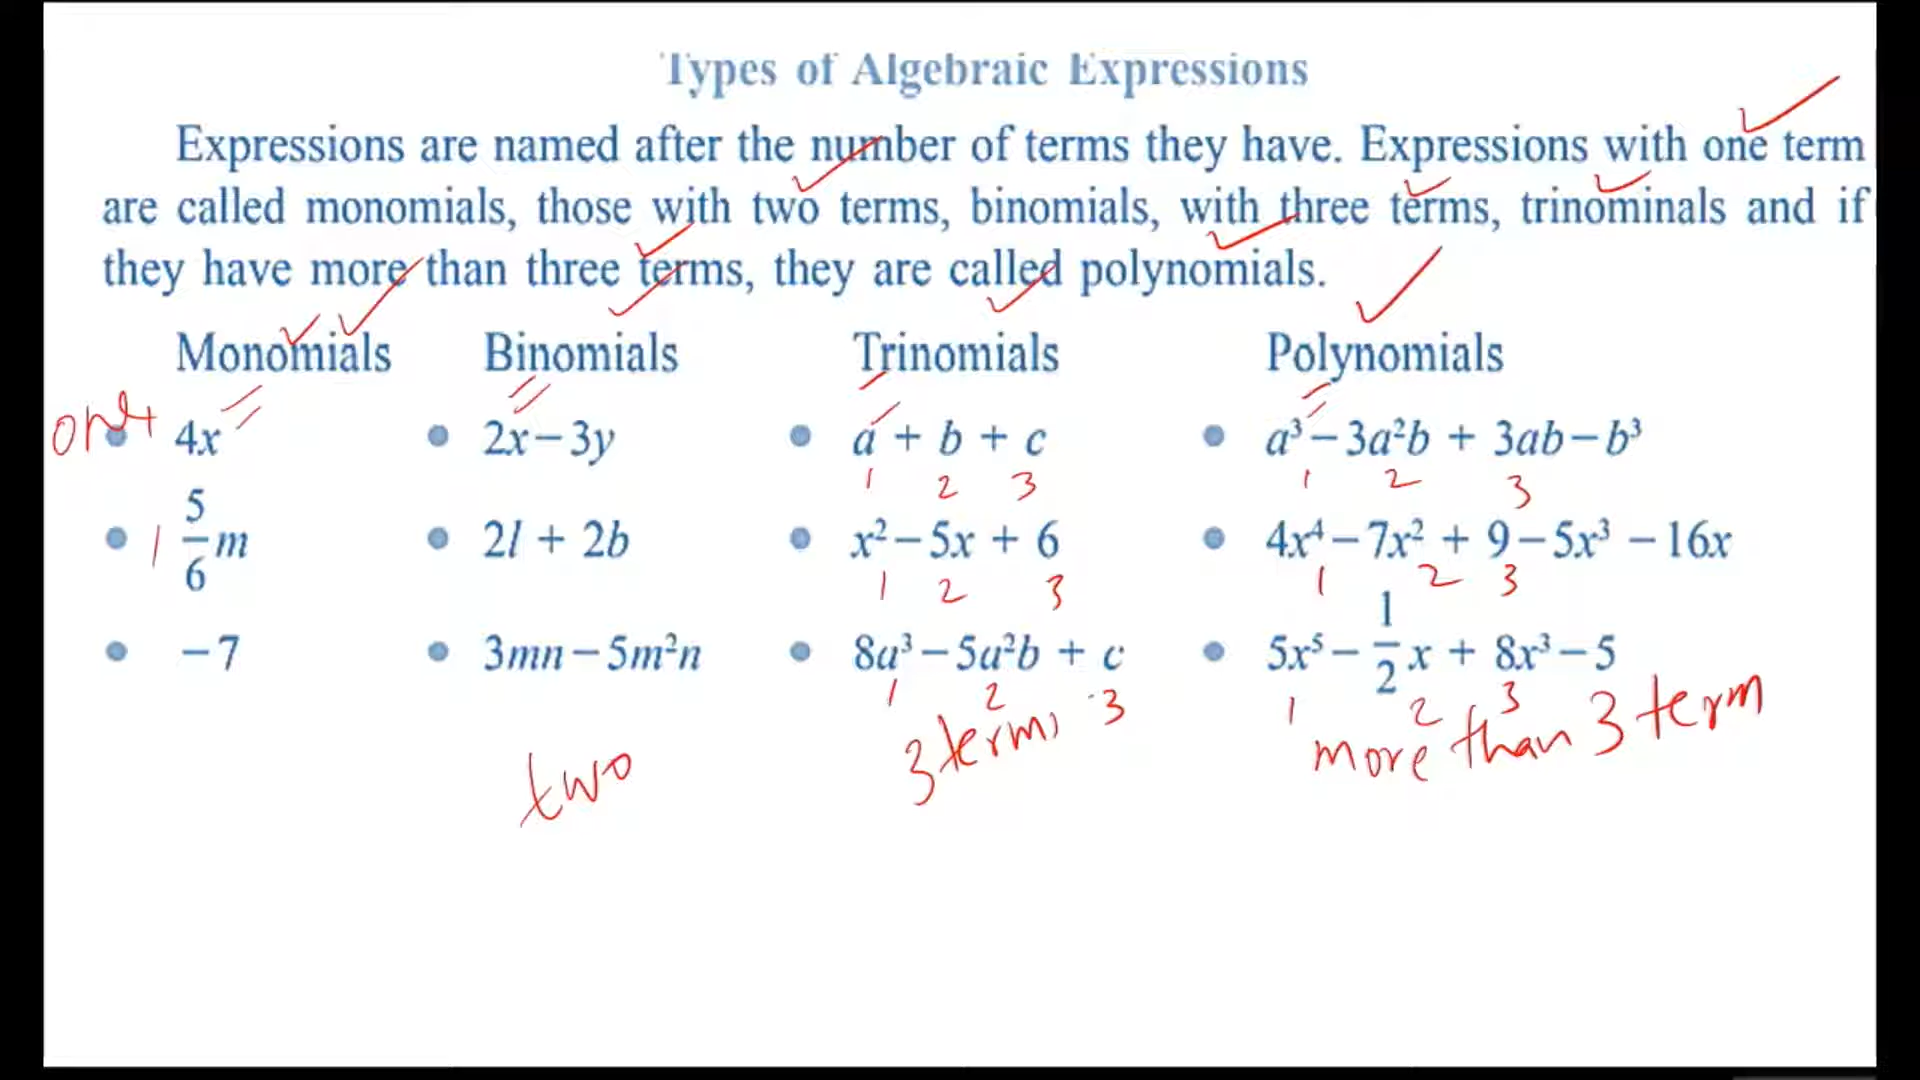 Types of Algebraic Expressions
Expressions are named after the number of terms they have. Expressions with one term
are called monomials, those with two terms, binomials, with three terms, trinominals and if
they have more than three terms, they are called polynomials.
Monomials Binomials Trinomials Polynomials
one
• 4x • 2x−3y • a + b + c • a³−3a²b + 3ab−b³
1 2 3 1 2 3
• 1 5/6 m • 2l + 2b • x²−5x + 6 • 4x⁴−7x² + 9−5x³ −16x
1 2 3 1 2 3
• −7 • 3mn−5m²n • 8a³−5a²b + c • 5x⁵− 1/2 x + 8x³−5
1 2 3 1 2 3
two 3 terms more than 3 term